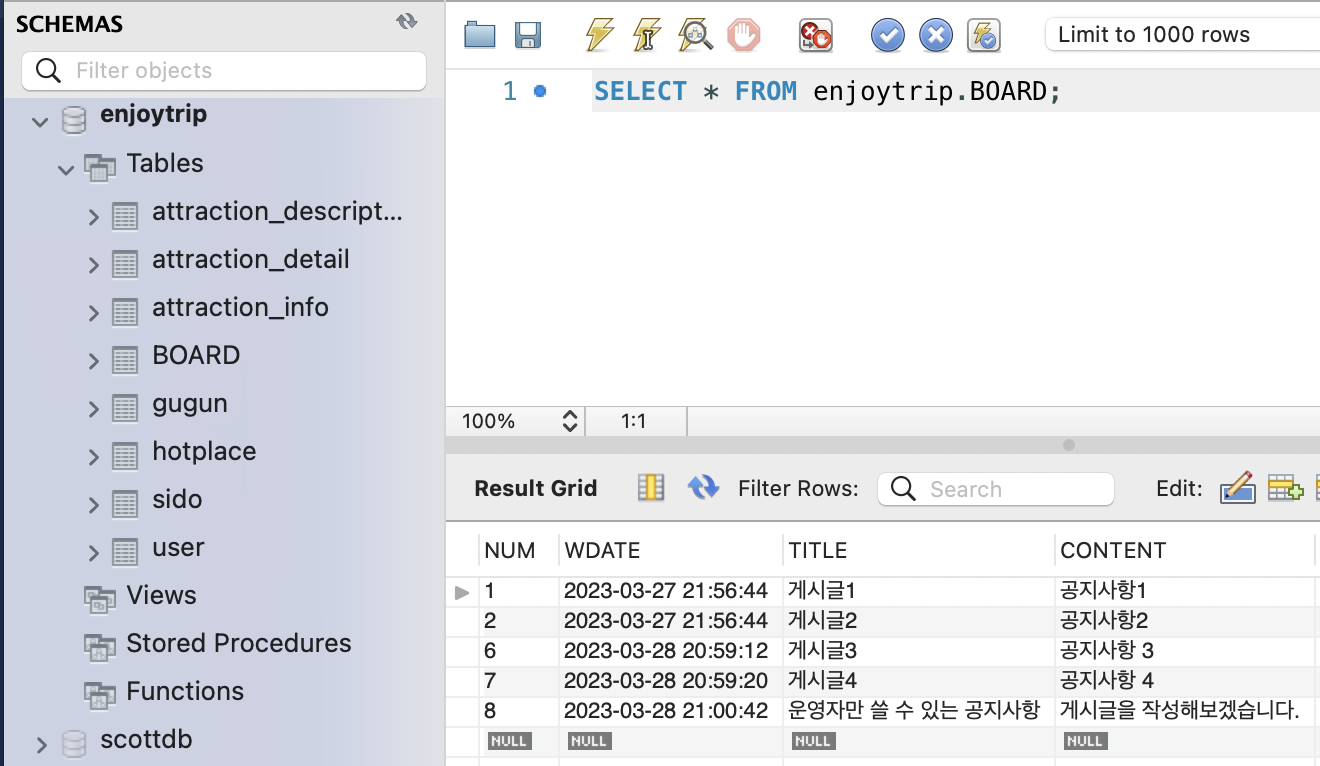 SCHEMAS
Filter objects
enjoytrip
Tables
attraction_descript...
attraction_detail
attraction_info
BOARD
gugun
hotplace
sido
user
Views
Stored Procedures
Functions
scottdb
Limit to 1000 rows
1 SELECT * FROM enjoytrip.BOARD;
100% 1:1
Result Grid Filter Rows: Search Edit:
NUM WDATE TITLE CONTENT
1 2023-03-27 21:56:44 게시글1 공지사항1
2 2023-03-27 21:56:44 게시글2 공지사항2
6 2023-03-28 20:59:12 게시글3 공지사항 3
7 2023-03-28 20:59:20 게시글4 공지사항 4
8 2023-03-28 21:00:42 운영자만 쓸 수 있는 공지사항 게시글을 작성해보겠습니다.
NULL NULL NULL NULL